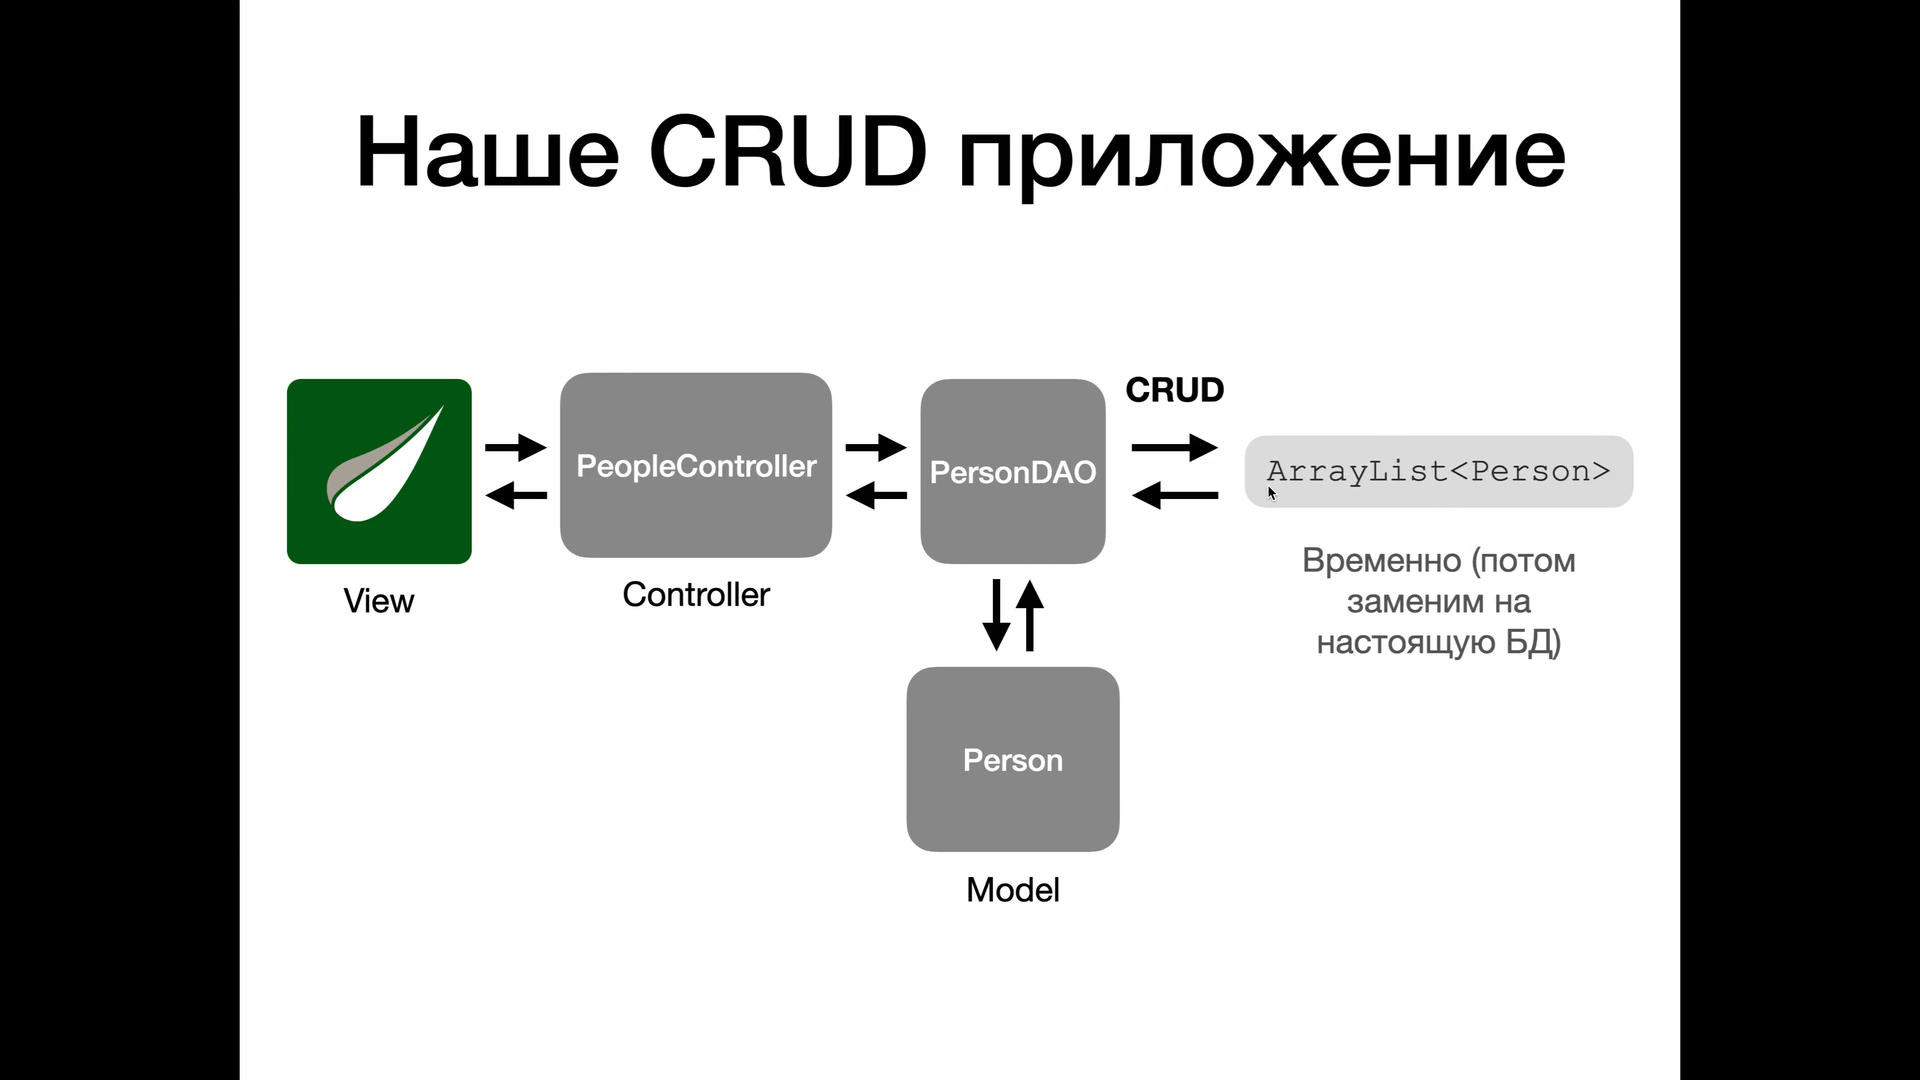 Наше CRUD приложение
CRUD
PeopleController
PersonDAO
ArrayList<Person>
View
Controller
Временно (потом
заменим на
настоящую БД)
Person
Model